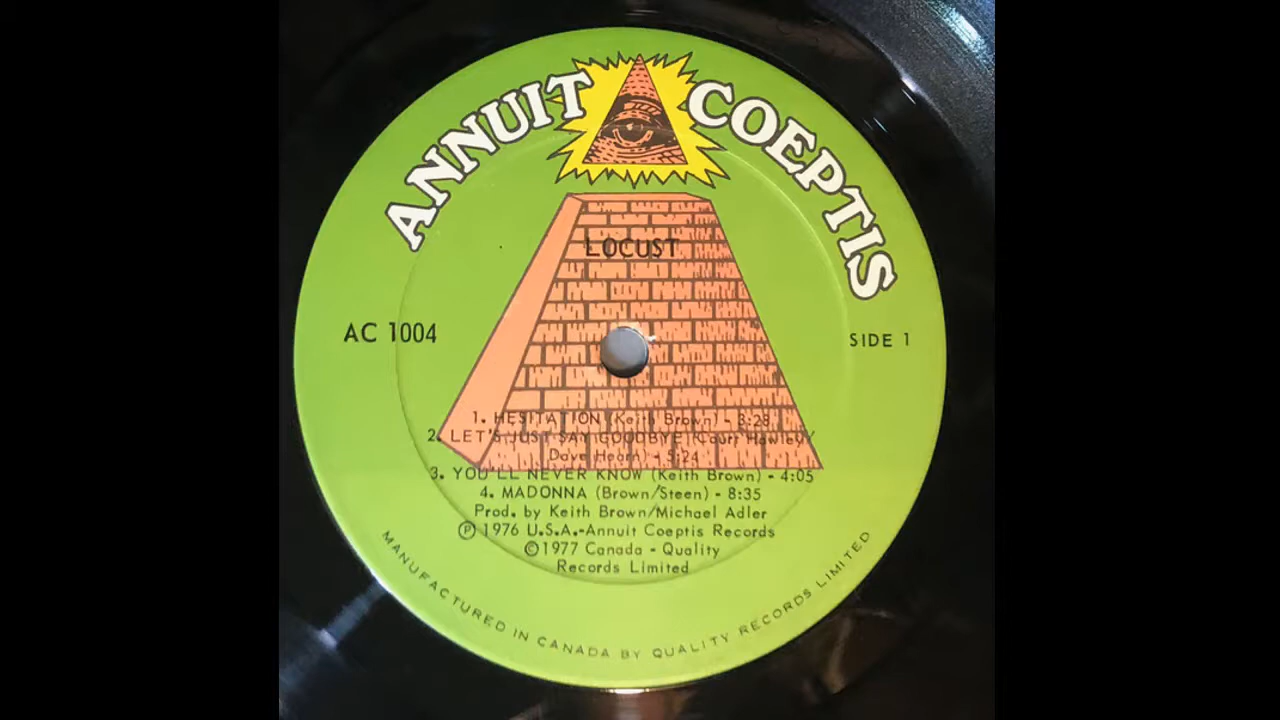 ANNUIT COEPTIS
LOCUST
AC 1004
SIDE 1
1. HESITATION (Keith Brown) - 3:28
2. LET'S JUST SAY GOODBYE (Court Hawley/
Dave Hearn) - 5:24
3. YOU'LL NEVER KNOW (Keith Brown) - 4:05
4. MADONNA (Brown/Steen) - 8:35
Prod. by Keith Brown/Michael Adler
Ⓟ 1976 U.S.A.-Annuit Coeptis Records
©1977 Canada - Quality
Records Limited
MANUFACTURED IN CANADA BY QUALITY RECORDS LIMITED